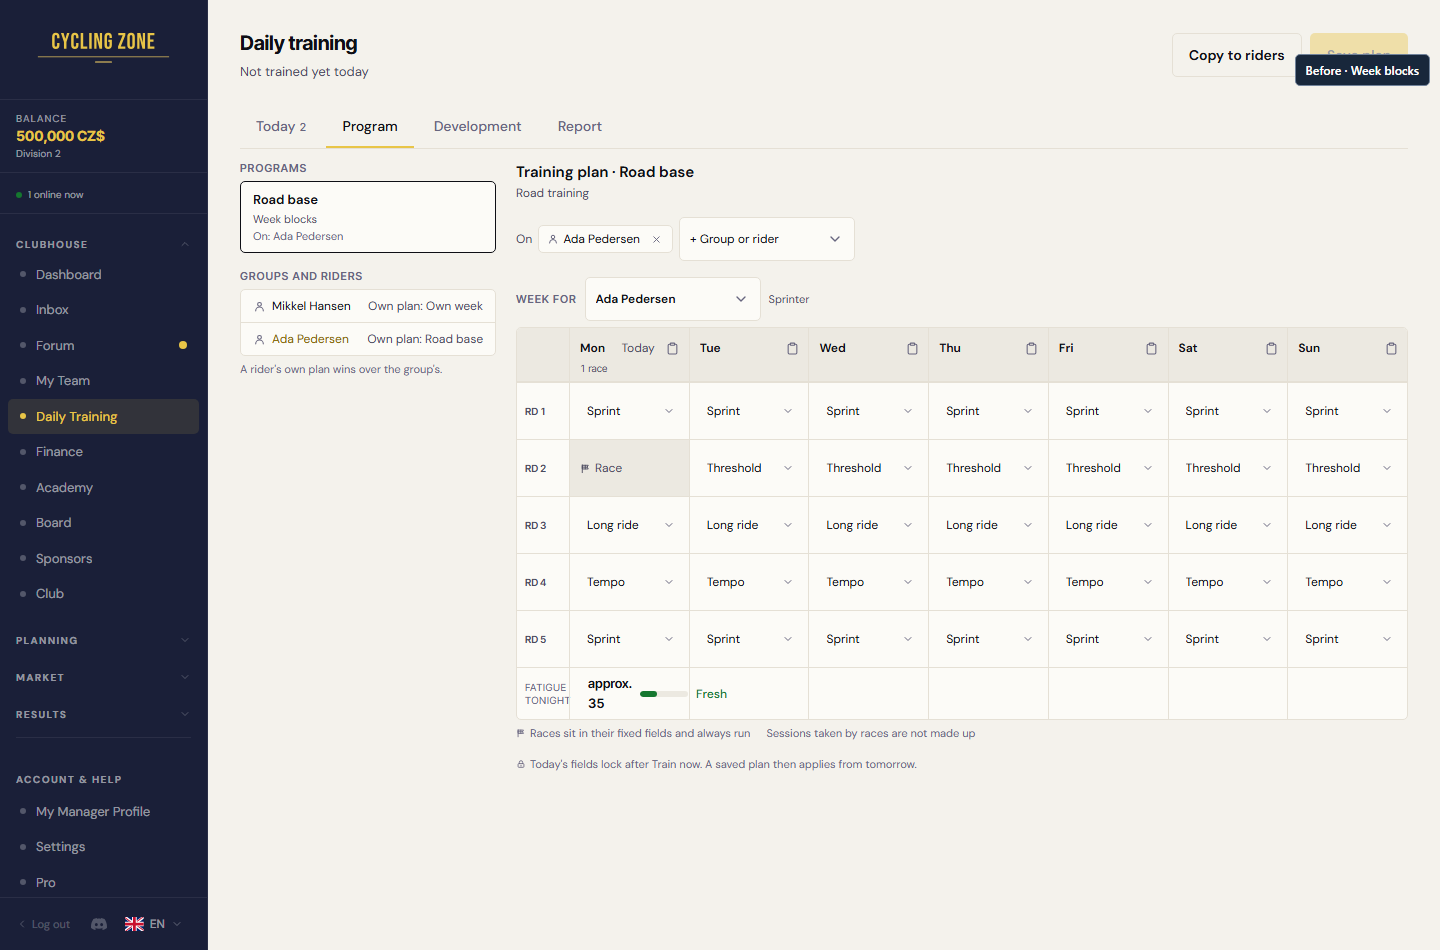 CYCLING ZONE
BALANCE
500,000 CZ$
Division 2
1 online now
CLUBHOUSE
Dashboard
Inbox
Forum
My Team
Daily Training
Finance
Academy
Board
Sponsors
Club
PLANNING
MARKET
RESULTS
ACCOUNT & HELP
My Manager Profile
Settings
Pro
Log out EN
Daily training
Not trained yet today
Copy to riders
Before · Week blocks
Today 2 Program Development Report
PROGRAMS
Road base
Week blocks
On: Ada Pedersen
GROUPS AND RIDERS
Mikkel Hansen Own plan: Own week
Ada Pedersen Own plan: Road base
A rider's own plan wins over the group's.
Training plan · Road base
Road training
On Ada Pedersen × + Group or rider
WEEK FOR Ada Pedersen Sprinter
Mon Today Tue Wed Thu Fri Sat Sun
1 race
RD 1 Sprint Sprint Sprint Sprint Sprint Sprint Sprint
RD 2 Race Threshold Threshold Threshold Threshold Threshold Threshold
RD 3 Long ride Long ride Long ride Long ride Long ride Long ride Long ride
RD 4 Tempo Tempo Tempo Tempo Tempo Tempo Tempo
RD 5 Sprint Sprint Sprint Sprint Sprint Sprint Sprint
FATIGUE TONIGHT approx. 35 Fresh
Races sit in their fixed fields and always run Sessions taken by races are not made up
Today's fields lock after Train now. A saved plan then applies from tomorrow.